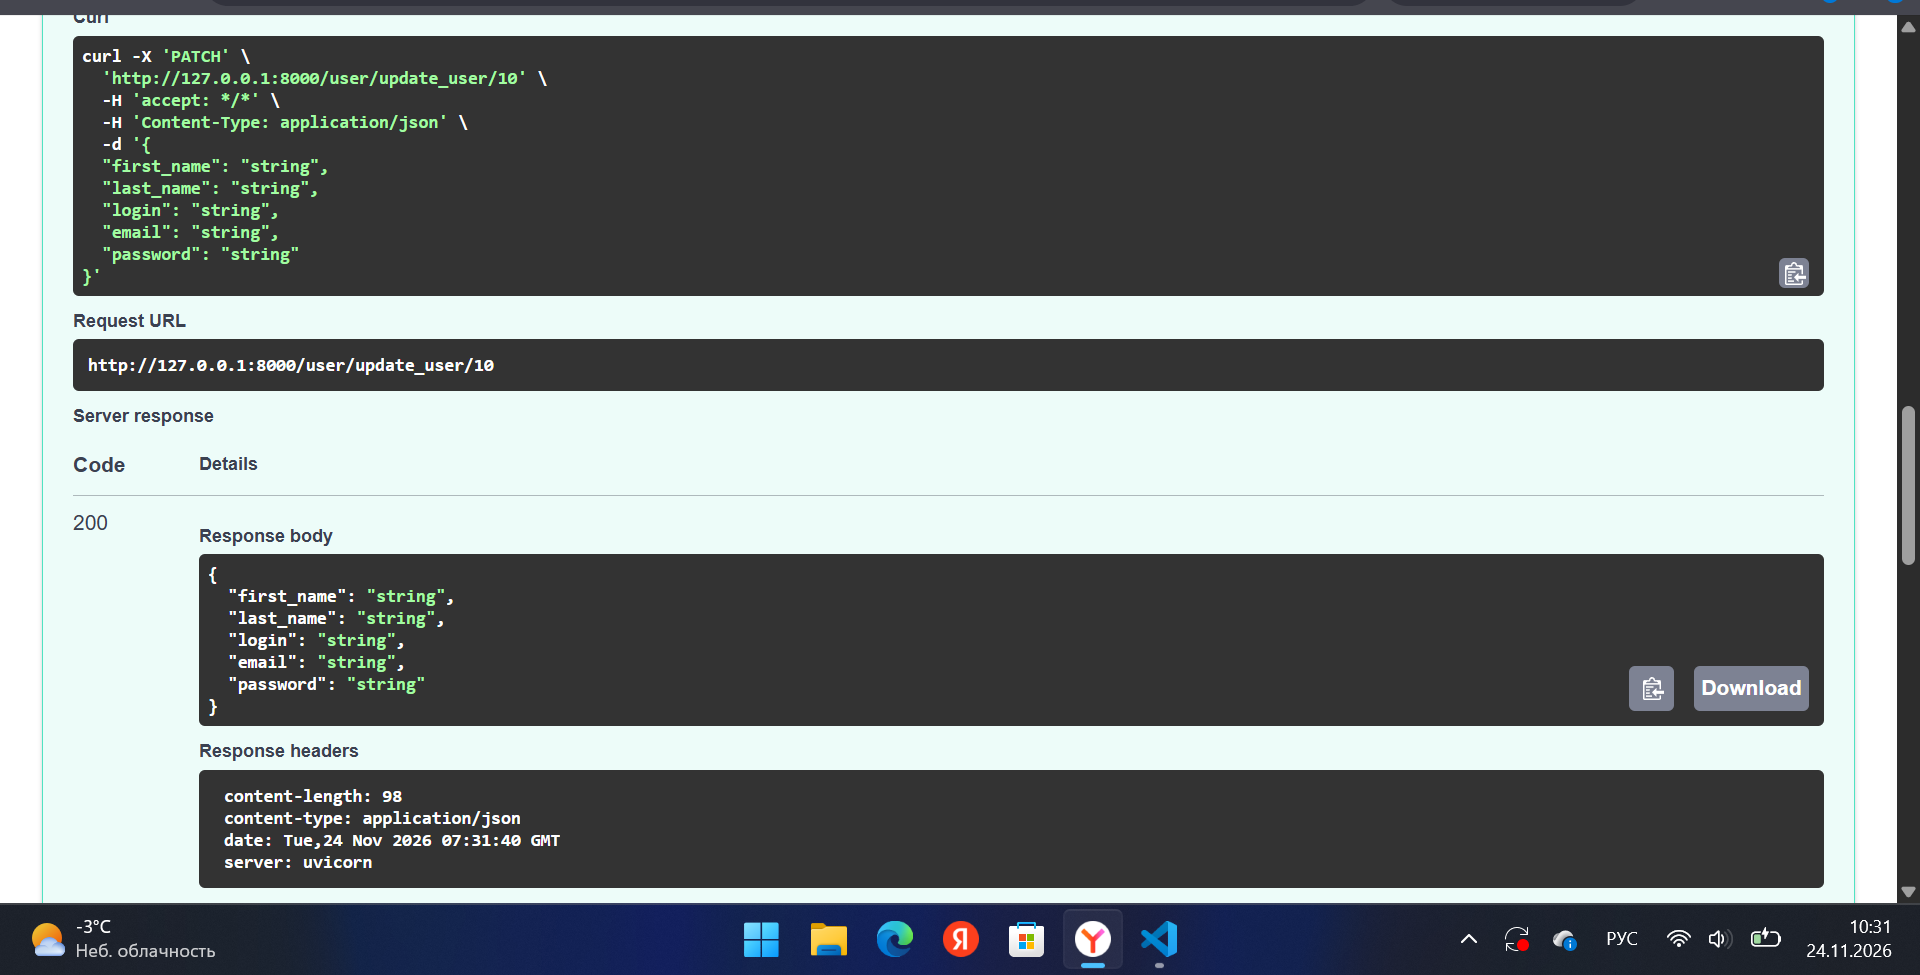 Curl
curl -X 'PATCH' \
  'http://127.0.0.1:8000/user/update_user/10' \
  -H 'accept: */*' \
  -H 'Content-Type: application/json' \
  -d '{
  "first_name": "string",
  "last_name": "string",
  "login": "string",
  "email": "string",
  "password": "string"
}'
Request URL
http://127.0.0.1:8000/user/update_user/10
Server response
Code Details
200
Response body
{
  "first_name": "string",
  "last_name": "string",
  "login": "string",
  "email": "string",
  "password": "string"
}
Download
Response headers
content-length: 98
content-type: application/json
date: Tue,24 Nov 2026 07:31:40 GMT
server: uvicorn
-3°C
Неб. облачность
Я
РУС
10:31
24.11.2026